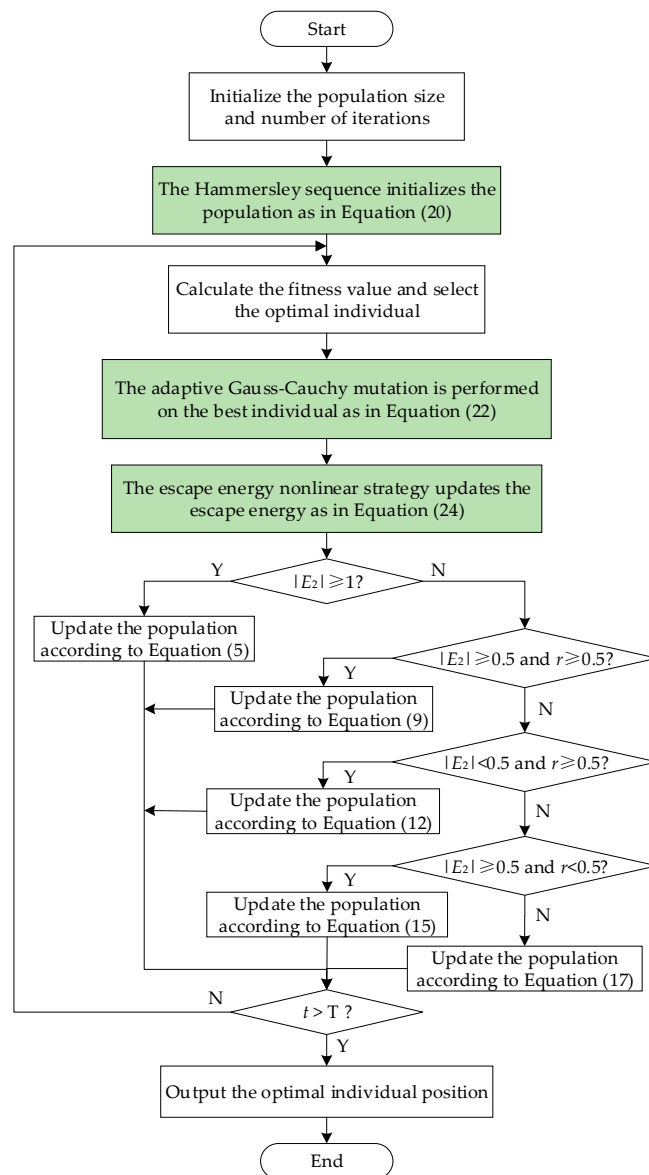 Start
Initialize the population size
and number of iterations
The Hammersley sequence initializes the
population as in Equation (20)
Calculate the fitness value and select
the optimal individual
The adaptive Gauss-Cauchy mutation is performed
on the best individual as in Equation (22)
The escape energy nonlinear strategy updates the
escape energy as in Equation (24)
Y
|E₂|⩾1?
N
Update the population
according to Equation (5)
|E₂|⩾0.5 and r⩾0.5?
Y
Update the population
according to Equation (9)
N
|E₂|<0.5 and r⩾0.5?
Y
Update the population
according to Equation (12)
N
|E₂|⩾0.5 and r<0.5?
Y
Update the population
according to Equation (15)
N
Update the population
according to Equation (17)
N
t > T ?
Y
Output the optimal individual position
End